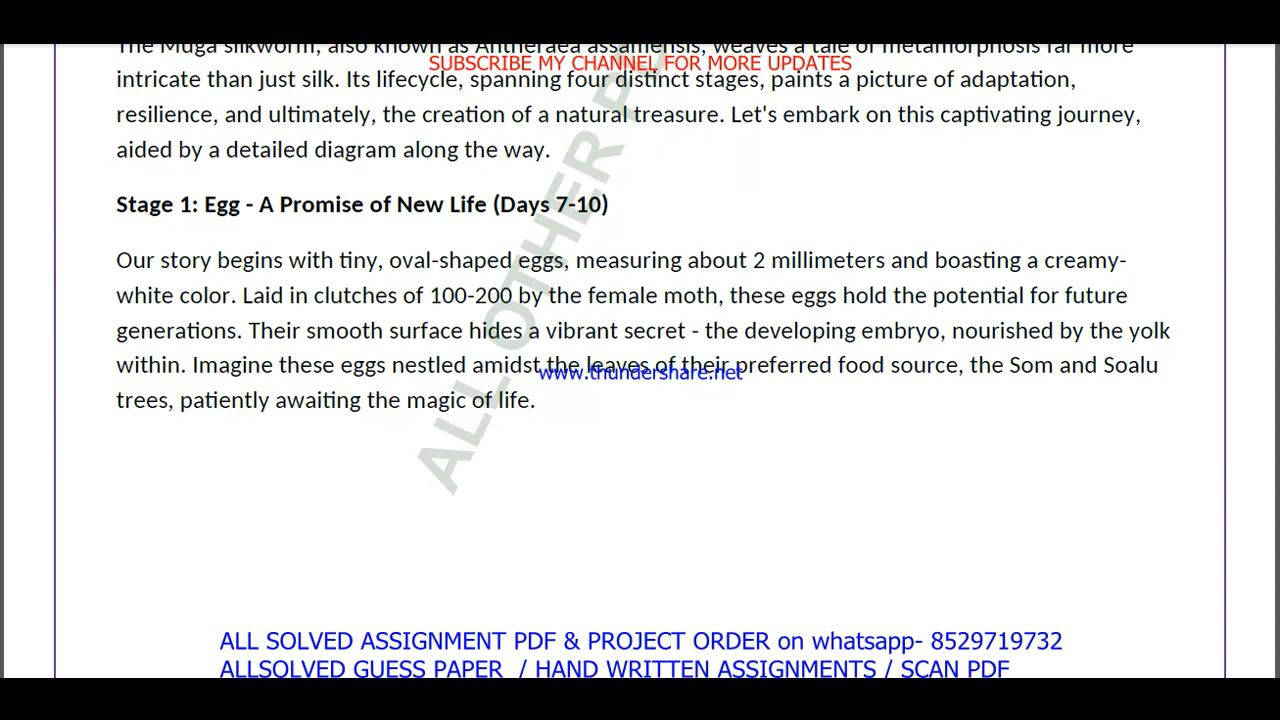 The Muga silkworm, also known as Antheraea assamensis, weaves a tale of metamorphosis far more
SUBSCRIBE MY CHANNEL FOR MORE UPDATES
intricate than just silk. Its lifecycle, spanning four distinct stages, paints a picture of adaptation,
resilience, and ultimately, the creation of a natural treasure. Let's embark on this captivating journey,
aided by a detailed diagram along the way.
Stage 1: Egg - A Promise of New Life (Days 7-10)
Our story begins with tiny, oval-shaped eggs, measuring about 2 millimeters and boasting a creamy-
white color. Laid in clutches of 100-200 by the female moth, these eggs hold the potential for future
generations. Their smooth surface hides a vibrant secret - the developing embryo, nourished by the yolk
within. Imagine these eggs nestled amidst the leaves of their preferred food source, the Som and Soalu
www.thundershare.net
trees, patiently awaiting the magic of life.
ALL OTHER P
ALL SOLVED ASSIGNMENT PDF & PROJECT ORDER on whatsapp- 8529719732
ALLSOLVED GUESS PAPER / HAND WRITTEN ASSIGNMENTS / SCAN PDF